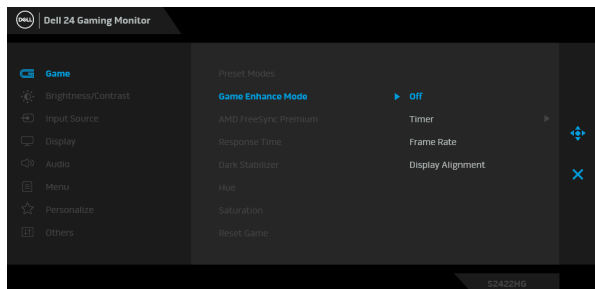 DELL
Dell 24 Gaming Monitor
Game
Brightness/Contrast
Input Source
Display
Audio
Menu
Personalize
Others
Preset Modes
Game Enhance Mode
AMD FreeSync Premium
Response Time
Dark Stabilizer
Hue
Saturation
Reset Game
Off
Timer
Frame Rate
Display Alignment
S2422HG